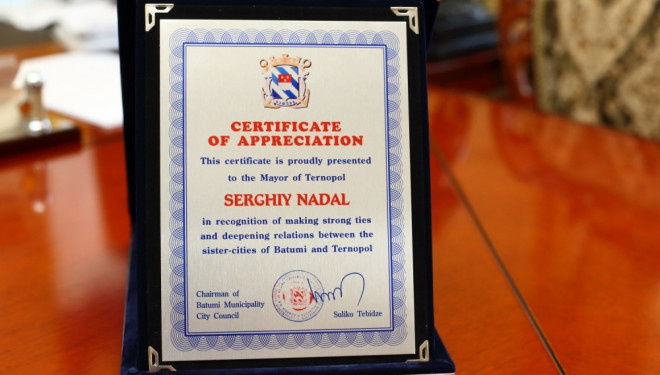 CERTIFICATE
OF APPRECIATION
This certificate is proudly presented
to the Mayor of Ternopol
SERGHIY NADAL
in recognition of making strong ties
and deepening relations between the
sister-cities of Batumi and Ternopol
Chairman of
Batumi Municipality
City Council
Suliko Tebidze